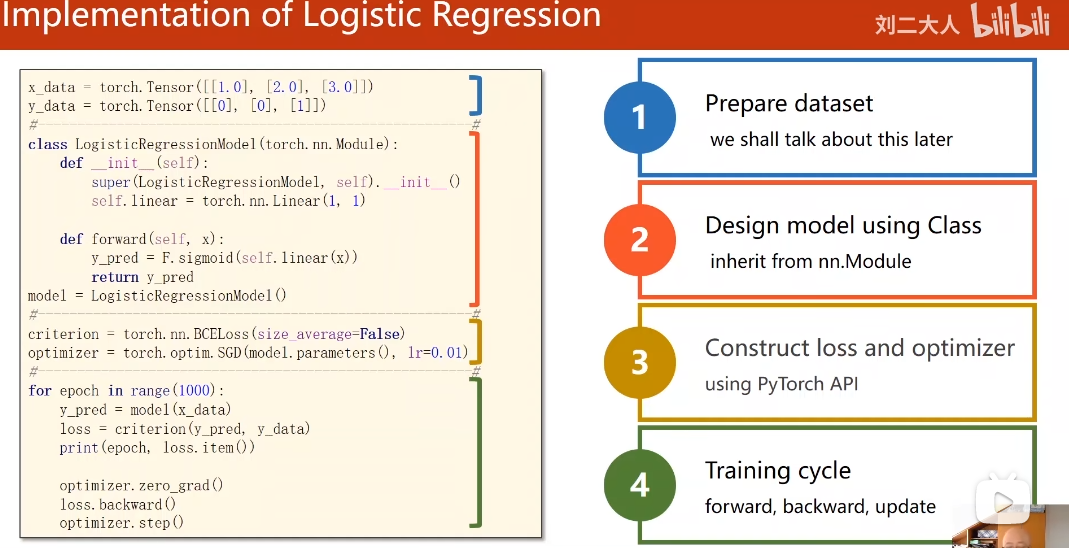 Implementation of Logistic Regression
刘二大人 bilibili
x_data = torch.Tensor([[1.0], [2.0], [3.0]])
y_data = torch.Tensor([[0], [0], [1]])
#-------------------------------------------------------#
class LogisticRegressionModel(torch.nn.Module):
    def __init__(self):
        super(LogisticRegressionModel, self).__init__()
        self.linear = torch.nn.Linear(1, 1)
    def forward(self, x):
        y_pred = F.sigmoid(self.linear(x))
        return y_pred
model = LogisticRegressionModel()
#-------------------------------------------------------#
criterion = torch.nn.BCELoss(size_average=False)
optimizer = torch.optim.SGD(model.parameters(), lr=0.01)
#-------------------------------------------------------#
for epoch in range(1000):
    y_pred = model(x_data)
    loss = criterion(y_pred, y_data)
    print(epoch, loss.item())
    optimizer.zero_grad()
    loss.backward()
    optimizer.step()
1
Prepare dataset
we shall talk about this later
2
Design model using Class
inherit from nn.Module
3
Construct loss and optimizer
using PyTorch API
4
Training cycle
forward, backward, update